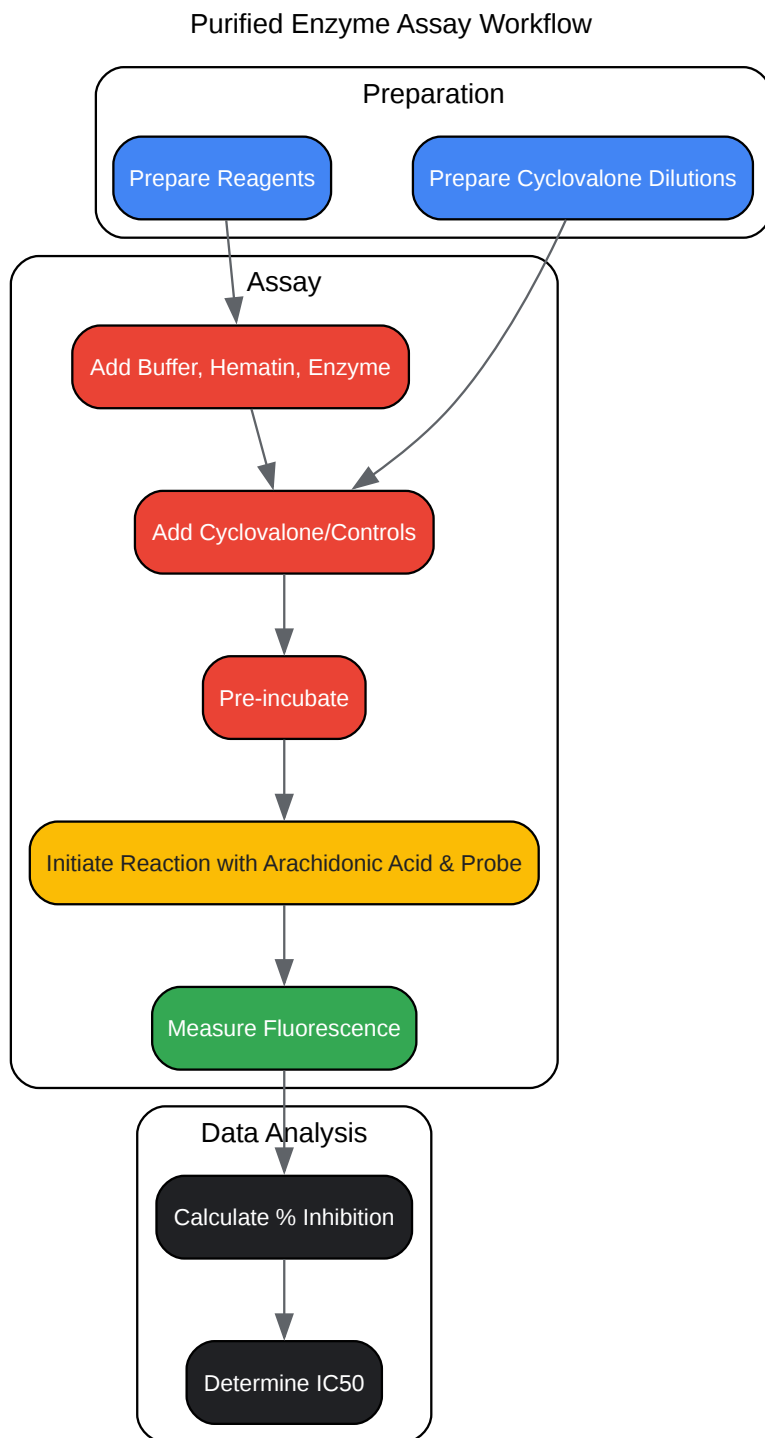 Purified Enzyme Assay Workflow
Preparation
Prepare Reagents
Prepare Cyclovalone Dilutions
Assay
Add Buffer, Hematin, Enzyme
Add Cyclovalone/Controls
Pre-incubate
Initiate Reaction with Arachidonic Acid & Probe
Measure Fluorescence
Data Analysis
Calculate % Inhibition
Determine IC50